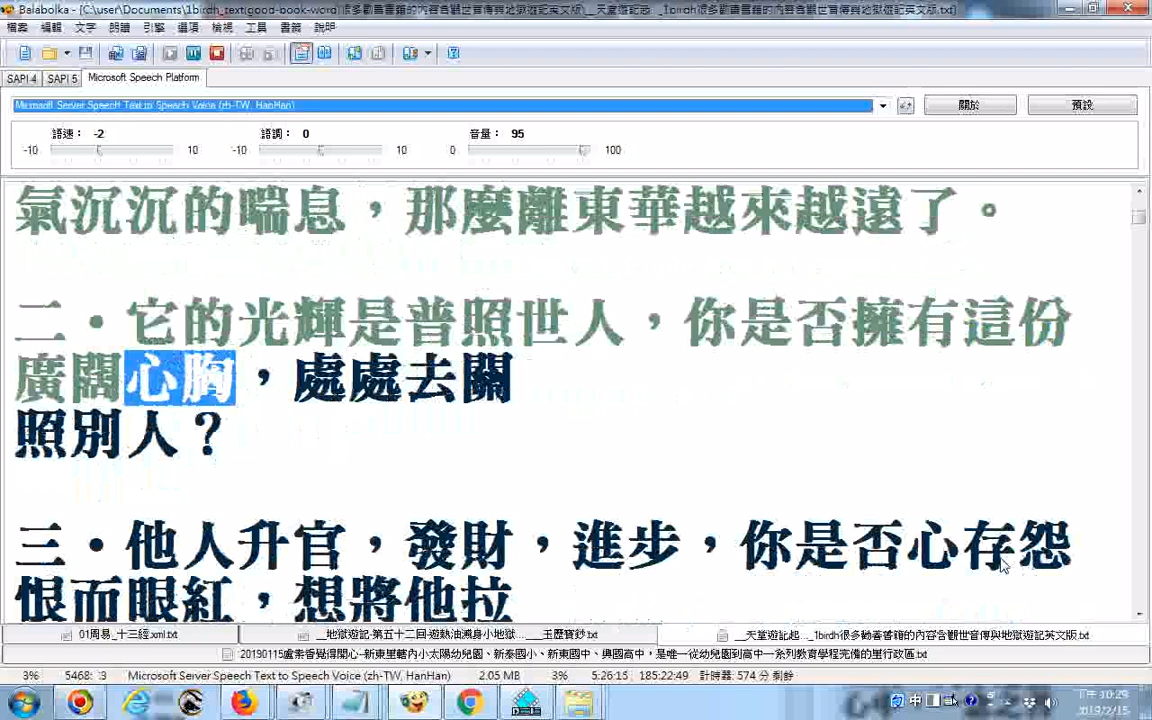 Balabolka - [C:\user\Documents\1birdh_text(good-book-word)很多勸善書籍的內容含觀世音傳與地獄遊記英文版\__天堂遊記起_ _1birdh很多勸善書籍的內容含觀世音傳與地獄遊記英文版.txt]
檔案 編輯 文字 朗讀 引擎 選項 檢視 工具 書籤 說明
SAPI 4 SAPI 5 Microsoft Speech Platform
Microsoft Server Speech Text to Speech Voice (zh-TW, HanHan) 關於 預設
語速： -2 語調： 0 音量： 95
-10 10 -10 10 0 100
氣沉沉的喘息，那麼離東華越來越遠了。
二・它的光輝是普照世人，你是否擁有這份
廣闊心胸，處處去關
照別人？
三・他人升官，發財，進步，你是否心存怨
恨而眼紅，想將他拉
01周易_十三經.xml.txt __地獄遊記-第五十二回-遊熱油濺身小地獄...___玉歷寶鈔.txt __天堂遊記起..._1birdh很多勸善書籍的內容含觀世音傳與地獄遊記英文版.txt
20190115盧素香覺得開心-新東里轄內小太陽幼兒園、新泰國小、新東國中、興國高中，是唯一從幼兒園到高中一系列教育學程完備的里行政區.txt
3% 5468: 3 Microsoft Server Speech Text to Speech Voice (zh-TW, HanHan) 2.05 MB 3% 5:26:15 185:22:49 計時器: 574 分 剩餘
中 下午 10:29
2019/2/15